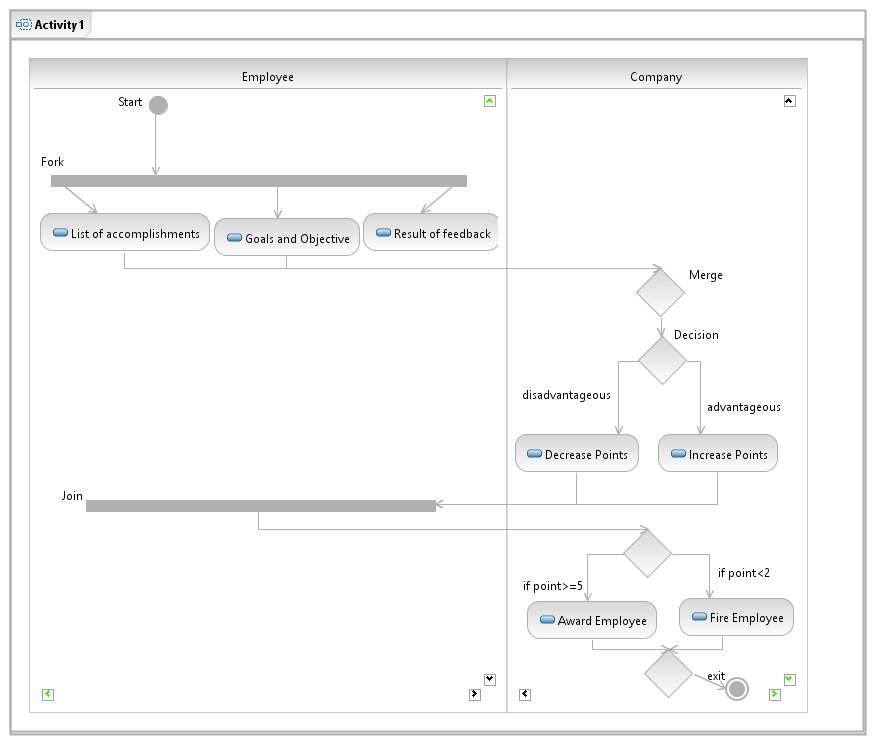 Activity1
Employee
Company
Start
Fork
List of accomplishments
Goals and Objective
Result of feedback
Merge
Decision
disadvantageous
advantageous
Decrease Points
Increase Points
Join
if point>=5
if point<2
Award Employee
Fire Employee
exit